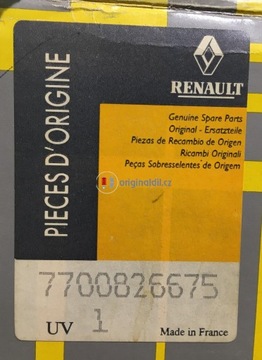 PIECES D'ORIGINE
RENAULT
Genuine Spare Parts
Original - Ersatzteile
Piezas de Recambio de Origen
Ricambi Originali
Peças Sobresselentes de Origem
originaldil.cz
7700826675
UV 1
Made in France